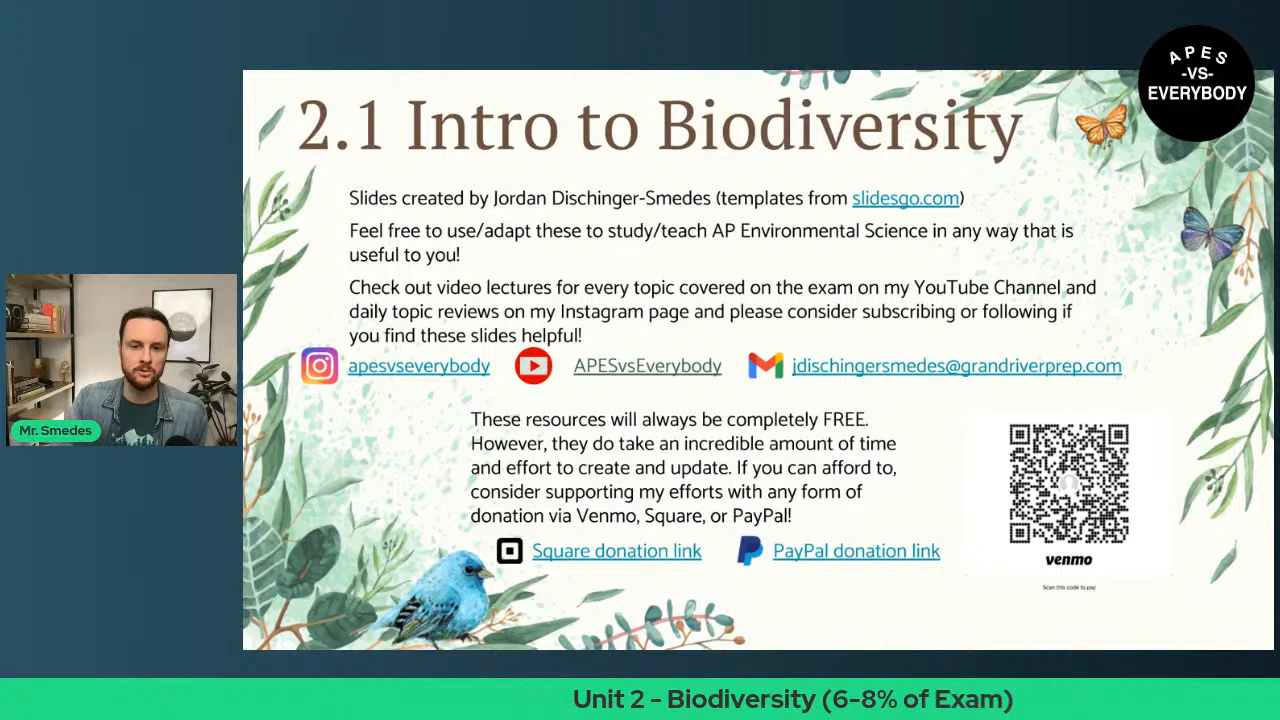 APES
-VS-
EVERYBODY
2.1 Intro to Biodiversity
Slides created by Jordan Dischinger-Smedes (templates from slidesgo.com)
Feel free to use/adapt these to study/teach AP Environmental Science in any way that is
useful to you!
Check out video lectures for every topic covered on the exam on my YouTube Channel and
daily topic reviews on my Instagram page and please consider subscribing or following if
you find these slides helpful!
apesvseverybody APESvsEverybody jdischingersmedes@grandriverprep.com
These resources will always be completely FREE.
However, they do take an incredible amount of time
and effort to create and update. If you can afford to,
consider supporting my efforts with any form of
donation via Venmo, Square, or PayPal!
Square donation link PayPal donation link
venmo
Scan this code to pay
Mr. Smedes
Unit 2 - Biodiversity (6-8% of Exam)